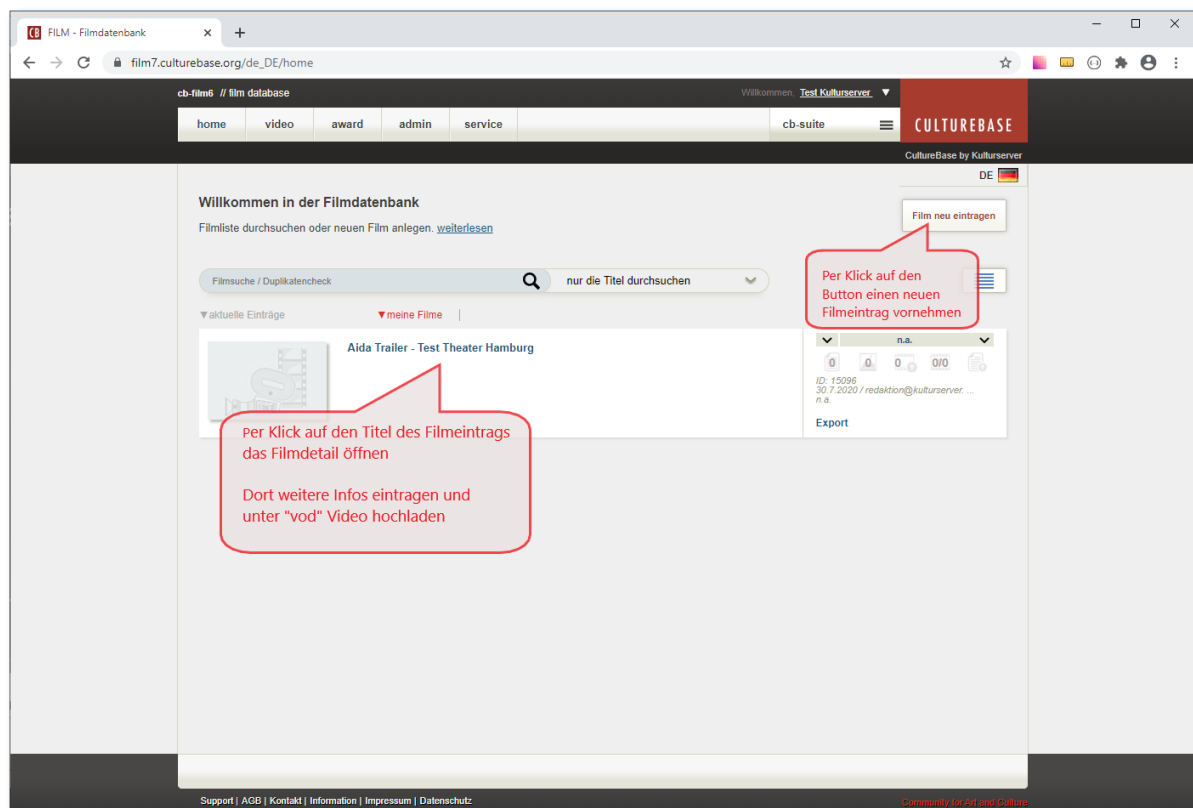 FILM - Filmdatenbank
film7.culturebase.org/de_DE/home
cb-film6 // film database
Willkommen, Test Kulturserver ▼
home video award admin service
cb-suite
CULTUREBASE
CultureBase by Kulturserver
DE
Willkommen in der Filmdatenbank
Film neu eintragen
Filmliste durchsuchen oder neuen Film anlegen. weiterlesen
Filmsuche / Duplikatencheck
nur die Titel durchsuchen
Per Klick auf den
Button einen neuen
Filmeintrag vornehmen
▼aktuelle Einträge
▼meine Filme
Aida Trailer - Test Theater Hamburg
n.a.
0 0 0 0/0
ID: 15096
30.7.2020 / redaktion@kulturserver. ...
n.a.
Export
Per Klick auf den Titel des Filmeintrags
das Filmdetail öffnen
Dort weitere Infos eintragen und
unter "vod" Video hochladen
Support | AGB | Kontakt | Information | Impressum | Datenschutz
Community for Art and Culture